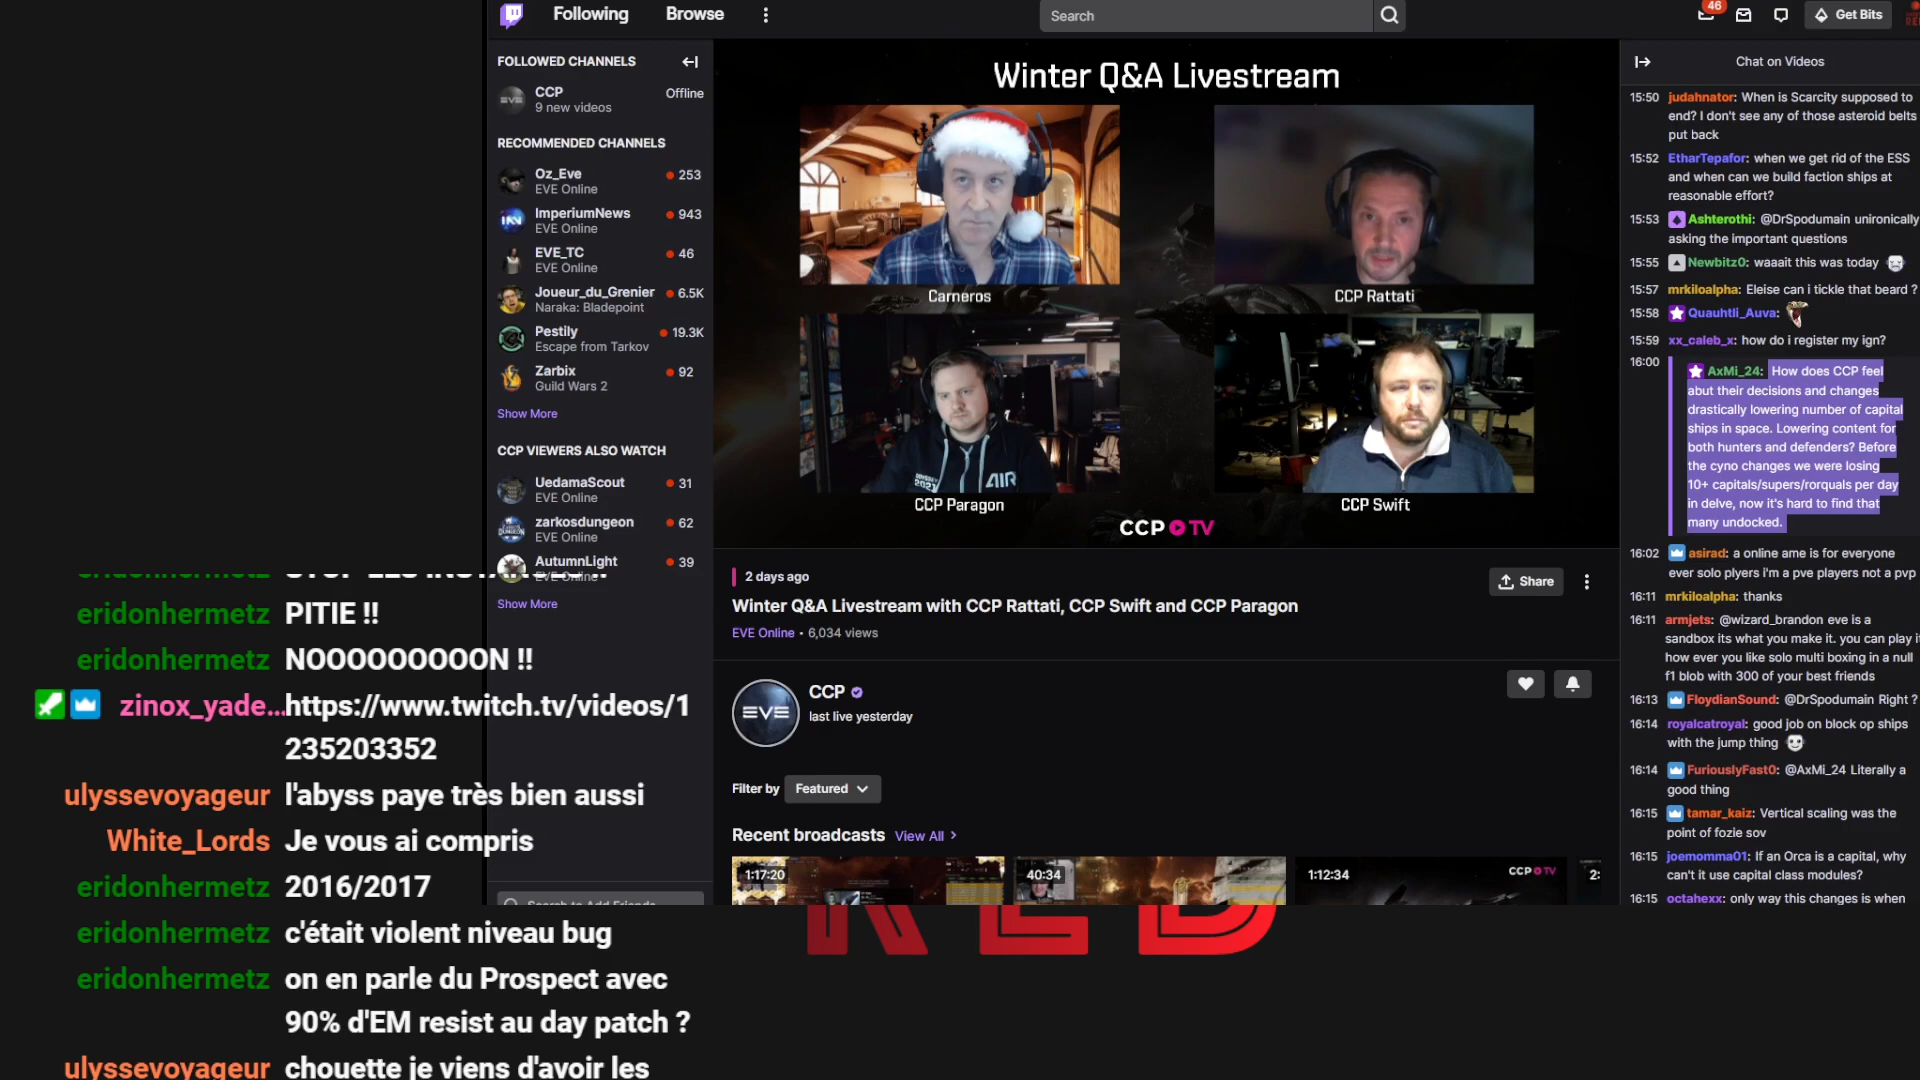 Following
Browse
Search
46
Get Bits
FOLLOWED CHANNELS
CCP
9 new videos
Offline
RECOMMENDED CHANNELS
Oz_Eve
EVE Online
253
ImperiumNews
EVE Online
943
EVE_TC
EVE Online
46
Joueur_du_Grenier
Naraka: Bladepoint
6.5K
Pestily
Escape from Tarkov
19.3K
Zarbix
Guild Wars 2
92
Show More
CCP VIEWERS ALSO WATCH
UedamaScout
EVE Online
31
zarkosdungeon
EVE Online
62
AutumnLight
EVE Online
39
Show More
Search to Add Friends
Winter Q&A Livestream
Carneros
CCP Rattati
AIR
CCP Paragon
CCP Swift
CCP TV
2 days ago
Share
Winter Q&A Livestream with CCP Rattati, CCP Swift and CCP Paragon
EVE Online • 6,034 views
EVE
CCP
last live yesterday
Filter by
Featured
Recent broadcasts
View All
1:17:20
40:34
1:12:34
CCP TV
2:
RED
Chat on Videos
15:50 judahnator: When is Scarcity supposed to
end? I don't see any of those asteroid belts
put back
15:52 EtharTepafor: when we get rid of the ESS
and when can we build faction ships at
reasonable effort?
15:53 Ashterothi: @DrSpodumain unironically
asking the important questions
15:55 Newbitz0: waaait this was today
15:57 mrkiloalpha: Eleise can i tickle that beard ?
15:58 Quauhtli_Auva:
15:59 xx_caleb_x: how do i register my ign?
16:00 AxMi_24: How does CCP feel
abut their decisions and changes
drastically lowering number of capital
ships in space. Lowering content for
both hunters and defenders? Before
the cyno changes we were losing
10+ capitals/supers/rorquals per day
in delve, now it's hard to find that
many undocked.
16:02 asirad: a online ame is for everyone
ever solo plyers i'm a pve players not a pvp
16:11 mrkiloalpha: thanks
16:11 armjets: @wizard_brandon eve is a
sandbox its what you make it. you can play it
how ever you like solo multi boxing in a null
f1 blob with 300 of your best friends
16:13 FloydianSound: @DrSpodumain Right ?
16:14 royalcatroyal: good job on block op ships
with the jump thing
16:14 FuriouslyFast0: @AxMi_24 Literally a
good thing
16:15 tamar_kaiz: Vertical scaling was the
point of fozie sov
16:15 joemomma01: If an Orca is a capital, why
can't it use capital class modules?
16:15 octahexx: only way this changes is when
eridonhermetz
eridonhermetz PITIE !!
eridonhermetz NOOOOOOOOON !!
zinox_yade... https://www.twitch.tv/videos/1
235203352
ulyssevoyageur l'abyss paye très bien aussi
White_Lords Je vous ai compris
eridonhermetz 2016/2017
eridonhermetz c'était violent niveau bug
eridonhermetz on en parle du Prospect avec
90% d'EM resist au day patch ?
ulyssevoyageur chouette je viens d'avoir les